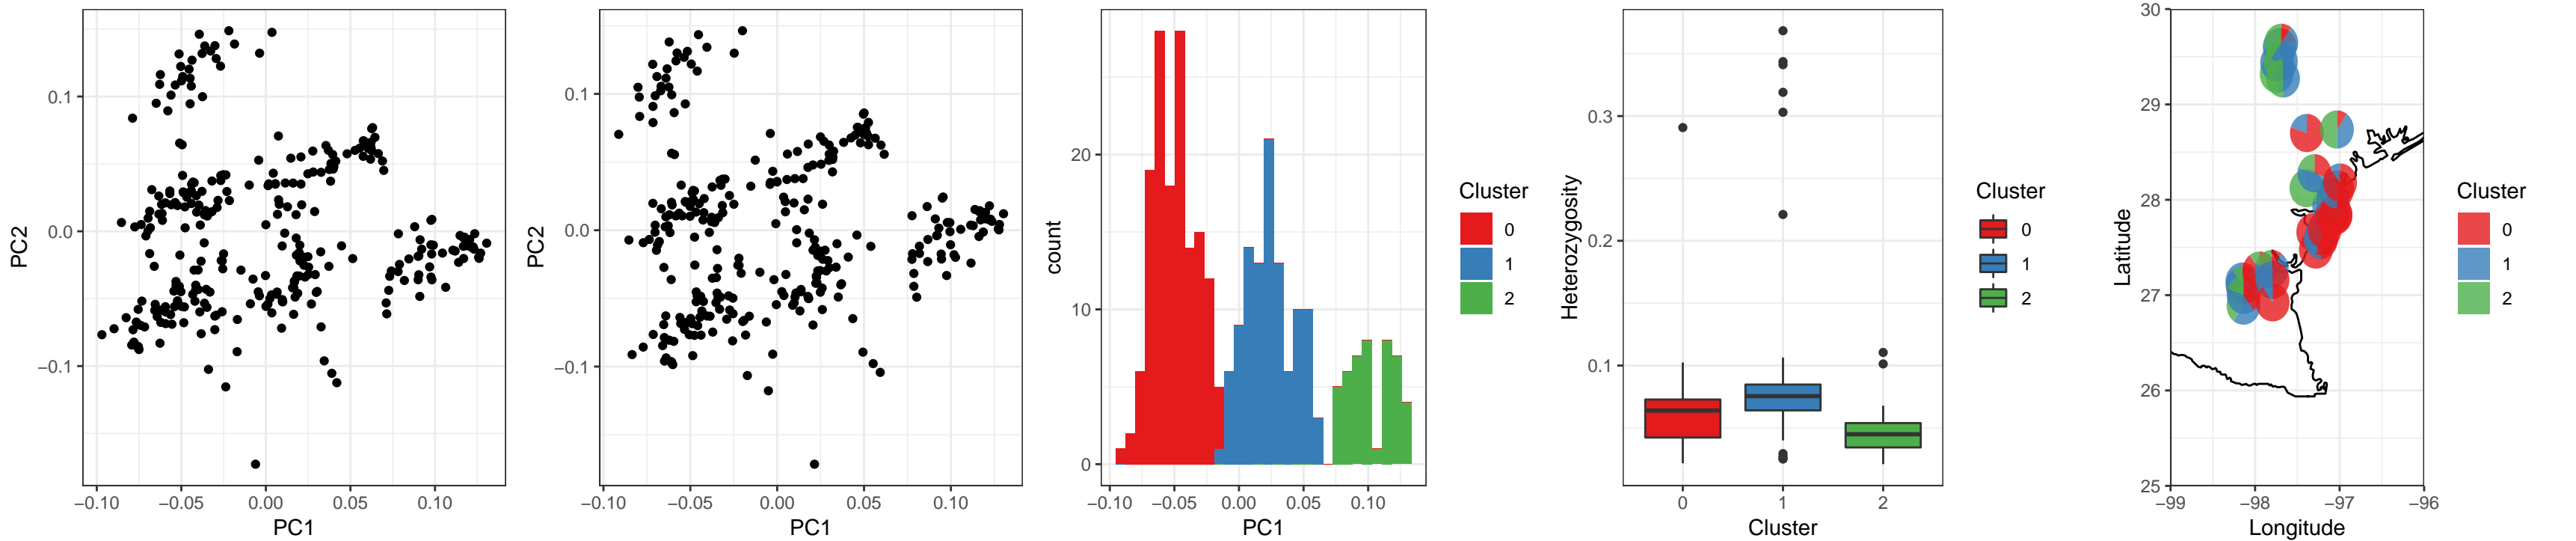 0.1
0.0
−0.1
PC2
−0.10 −0.05 0.00 0.05 0.10
PC1
0.1
0.0
−0.1
PC2
−0.10 −0.05 0.00 0.05 0.10
PC1
20
10
0
count
−0.10 −0.05 0.00 0.05 0.10
PC1
Cluster
0
1
2
0.3
0.2
0.1
Heterozygosity
0 1 2
Cluster
Cluster
0
1
2
30
29
28
27
26
25
Latitude
−99 −98 −97 −96
Longitude
Cluster
0
1
2